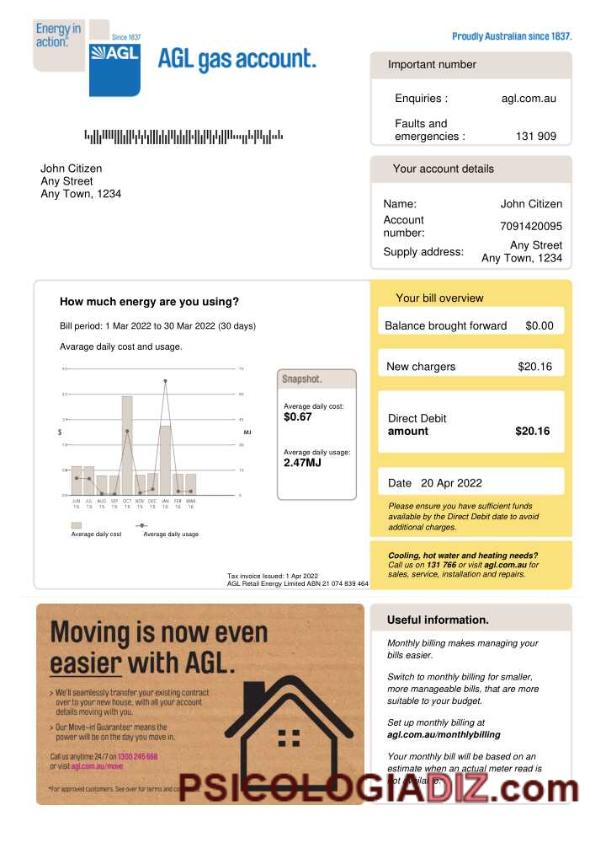 Energy in
action.®
Since 1837
AGL
AGL gas account.
Proudly Australian since 1837.
Important number
Enquiries : agl.com.au
Faults and
emergencies : 131 909
John Citizen
Any Street
Any Town, 1234
Your account details
Name: John Citizen
Account
number: 7091420095
Supply address: Any Street
Any Town, 1234
How much energy are you using?
Bill period: 1 Mar 2022 to 30 Mar 2022 (30 days)
Avarage daily cost and usage.
$
MJ
JUN JUL AUG SEP OCT NOV DEC JAN FEB MAR
Average daily cost
Average daily usage
Snapshot.
Average daily cost:
$0.67
Average daily usage:
2.47MJ
Tax invoice Issued: 1 Apr 2022
AGL Retail Energy Limited ABN 21 074 839 464
Your bill overview
Balance brought forward $0.00
New chargers $20.16
Direct Debit
amount $20.16
Date 20 Apr 2022
Please ensure you have sufficient funds
available by the Direct Debit date to avoid
additional charges.
Cooling, hot water and heating needs?
Call us on 131 766 or visit agl.com.au for
sales, service, installation and repairs.
Moving is now even
easier with AGL.
> We'll seamlessly transfer your existing contract
over to your new house, with all your account
details moving with you.
> Our Move-in Guarantee* means the
power will be on the day you move in.
Call us anytime 24/7 on 1300 245 668
or visit agl.com.au/move
*For approved customers. See over for terms and
Useful information.
Monthly billing makes managing your
bills easier.
Switch to monthly billing for smaller,
more manageable bills, that are more
suitable to your budget.
Set up monthly billing at
agl.com.au/monthlybilling
Your monthly bill will be based on an
estimate when an actual meter read is
not available.
PSICOLOGIADIZ.com